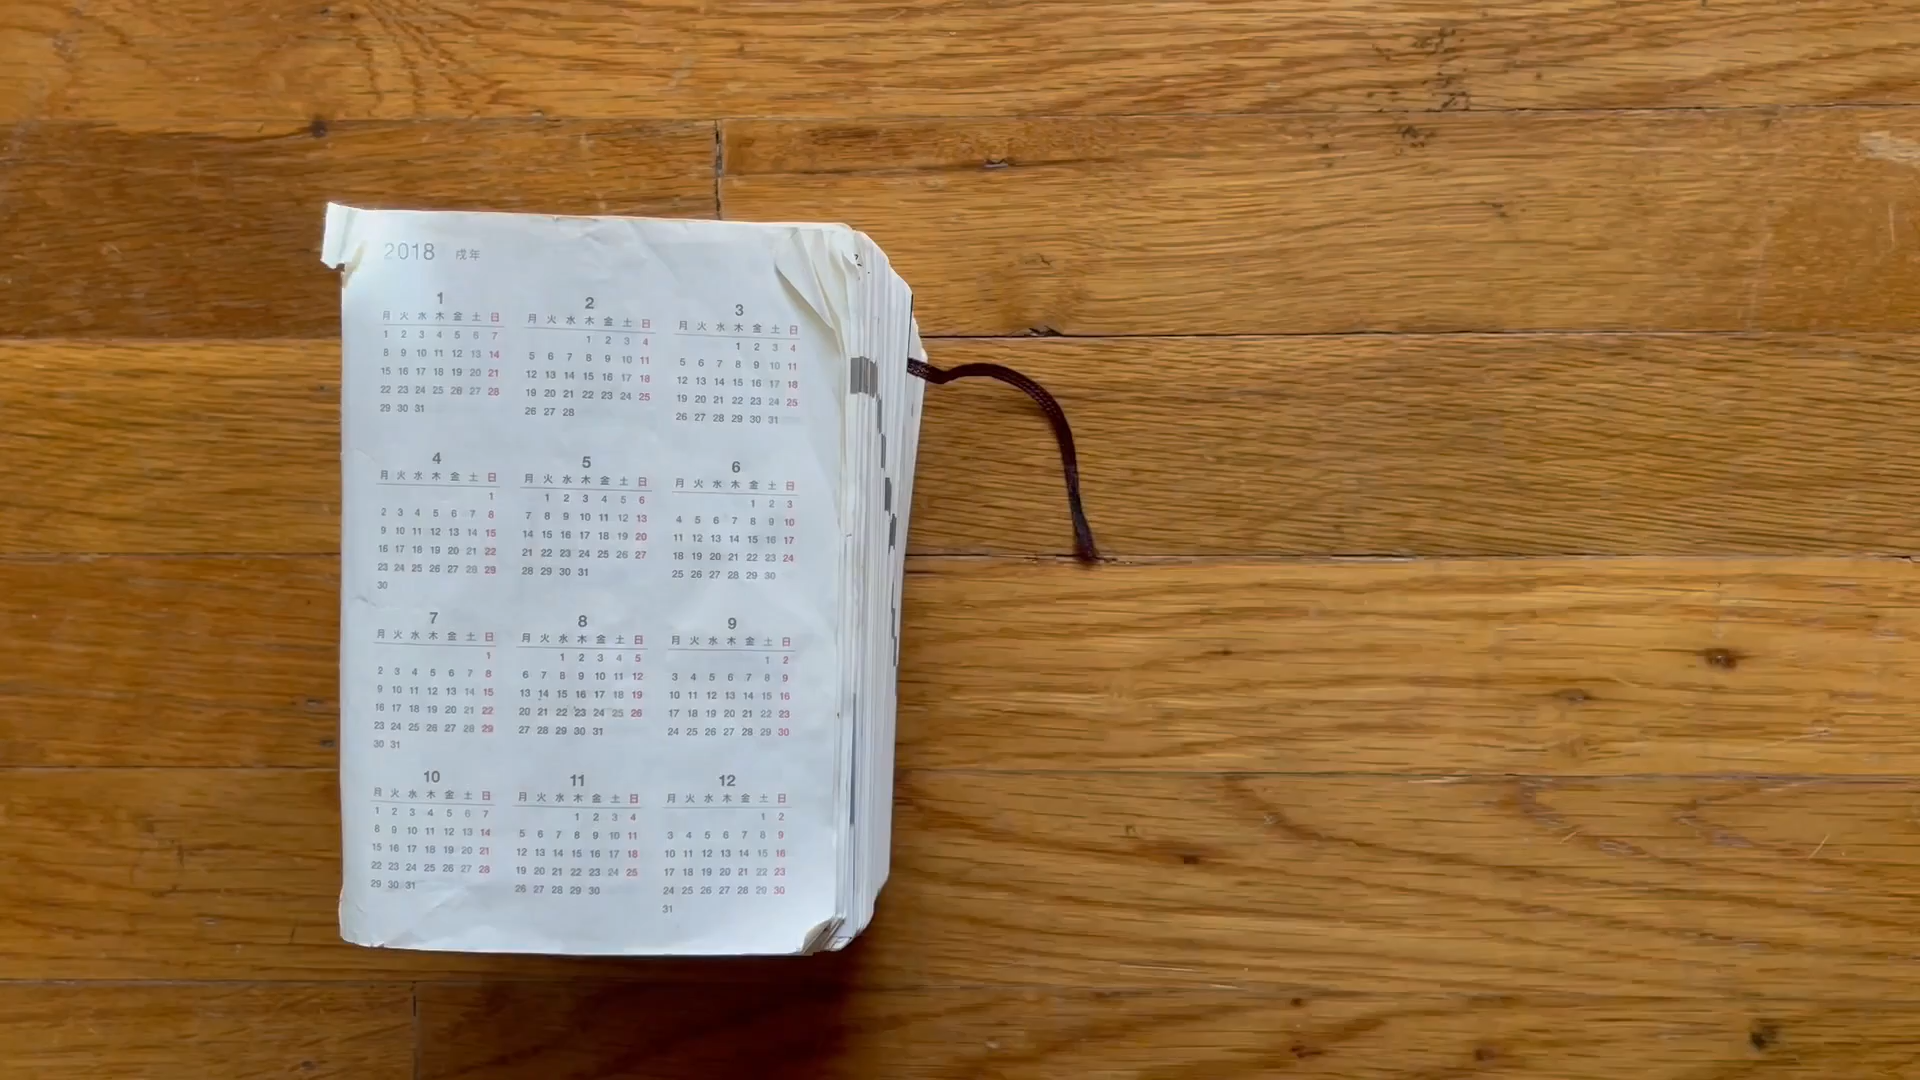 2018 戌年
1 2 3
月 火 水 木 金 土 日 月 火 水 木 金 土 日 月 火 水 木 金 土 日
1 2 3 4 5 6 7 1 2 3 4 1 2 3 4
8 9 10 11 12 13 14 5 6 7 8 9 10 11 5 6 7 8 9 10 11
15 16 17 18 19 20 21 12 13 14 15 16 17 18 12 13 14 15 16 17 18
22 23 24 25 26 27 28 19 20 21 22 23 24 25 19 20 21 22 23 24 25
29 30 31 26 27 28 26 27 28 29 30 31
4 5 6
月 火 水 木 金 土 日 月 火 水 木 金 土 日 月 火 水 木 金 土 日
1 1 2 3 4 5 6 1 2 3
2 3 4 5 6 7 8 7 8 9 10 11 12 13 4 5 6 7 8 9 10
9 10 11 12 13 14 15 14 15 16 17 18 19 20 11 12 13 14 15 16 17
16 17 18 19 20 21 22 21 22 23 24 25 26 27 18 19 20 21 22 23 24
23 24 25 26 27 28 29 28 29 30 31 25 26 27 28 29 30
30
7 8 9
月 火 水 木 金 土 日 月 火 水 木 金 土 日 月 火 水 木 金 土 日
1 1 2 3 4 5 1 2
2 3 4 5 6 7 8 6 7 8 9 10 11 12 3 4 5 6 7 8 9
9 10 11 12 13 14 15 13 14 15 16 17 18 19 10 11 12 13 14 15 16
16 17 18 19 20 21 22 20 21 22 23 24 25 26 17 18 19 20 21 22 23
23 24 25 26 27 28 29 27 28 29 30 31 24 25 26 27 28 29 30
30 31
10 11 12
月 火 水 木 金 土 日 月 火 水 木 金 土 日 月 火 水 木 金 土 日
1 2 3 4 5 6 7 1 2 3 4 1 2
8 9 10 11 12 13 14 5 6 7 8 9 10 11 3 4 5 6 7 8 9
15 16 17 18 19 20 21 12 13 14 15 16 17 18 10 11 12 13 14 15 16
22 23 24 25 26 27 28 19 20 21 22 23 24 25 17 18 19 20 21 22 23
29 30 31 26 27 28 29 30 24 25 26 27 28 29 30
31